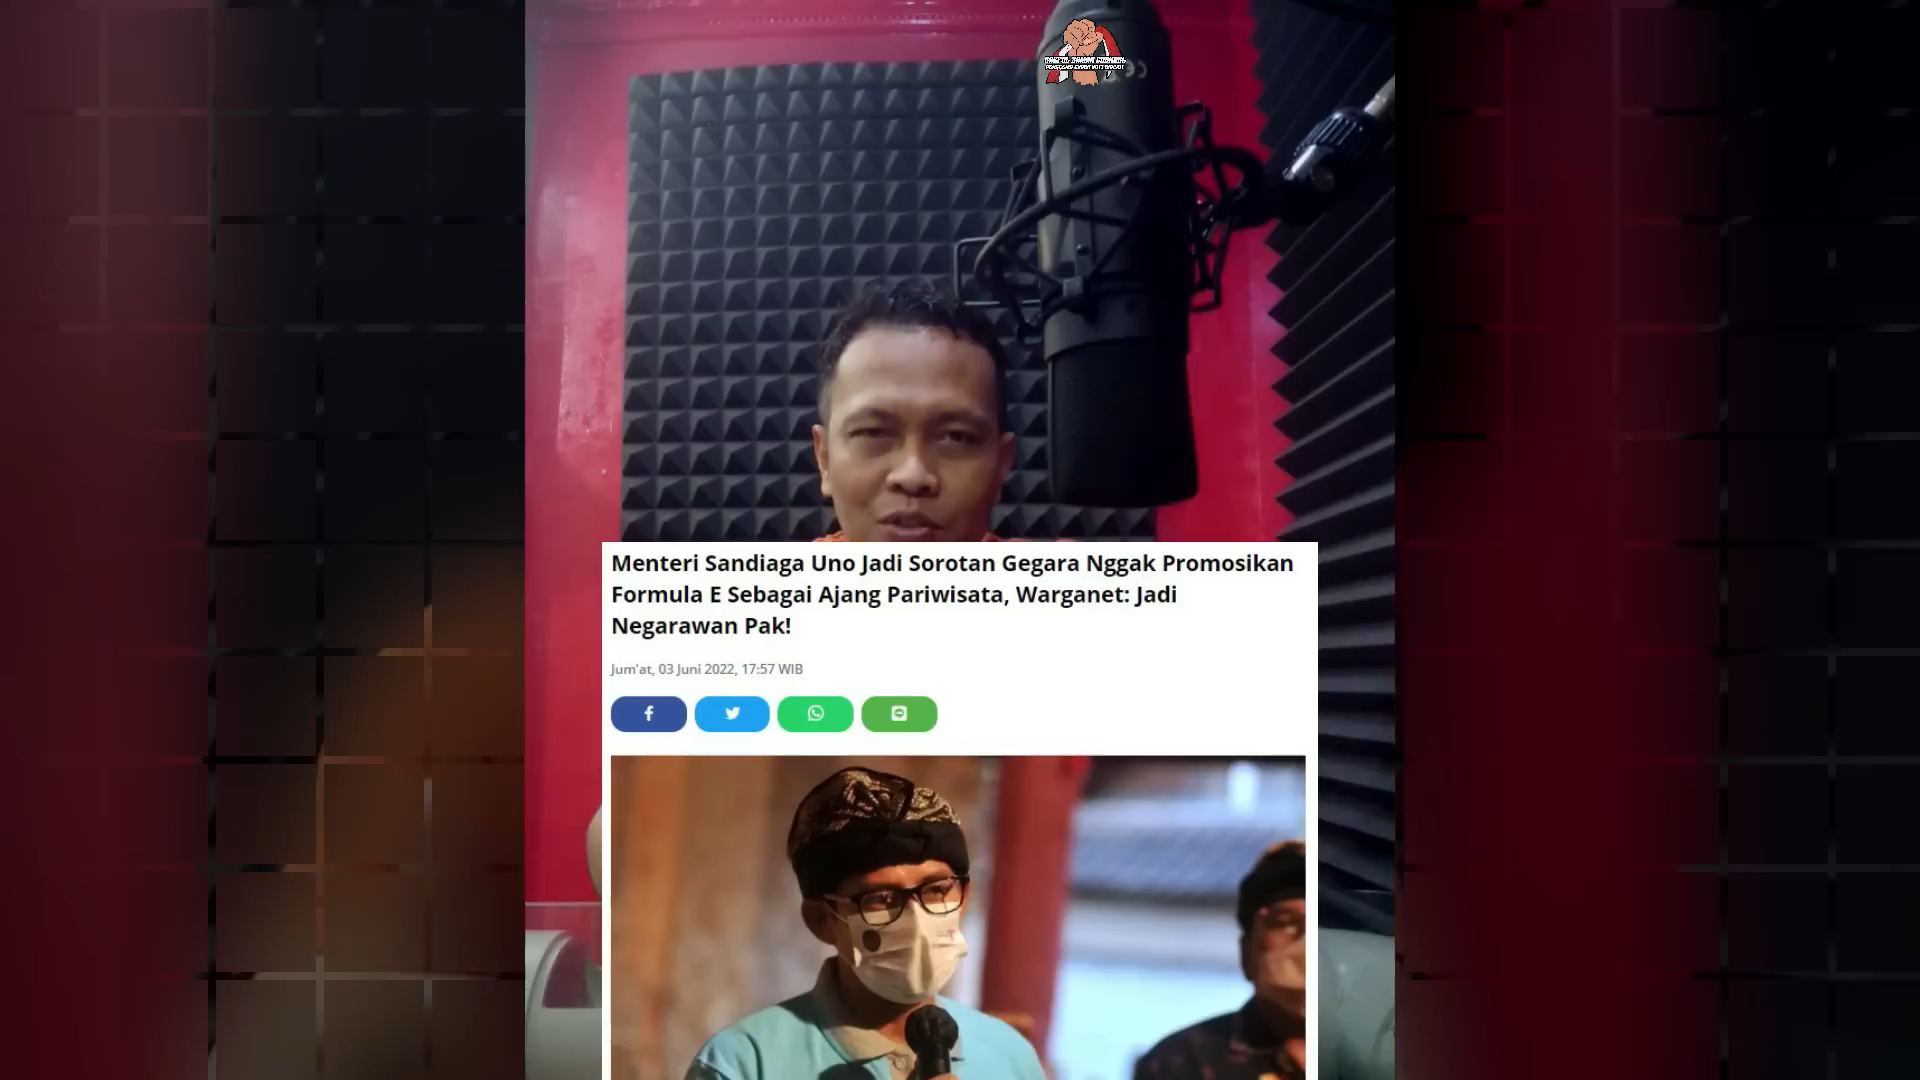 Menteri Sandiaga Uno Jadi Sorotan Gegara Nggak Promosikan
Formula E Sebagai Ajang Pariwisata, Warganet: Jadi
Negarawan Pak!
Jum'at, 03 Juni 2022, 17:57 WIB